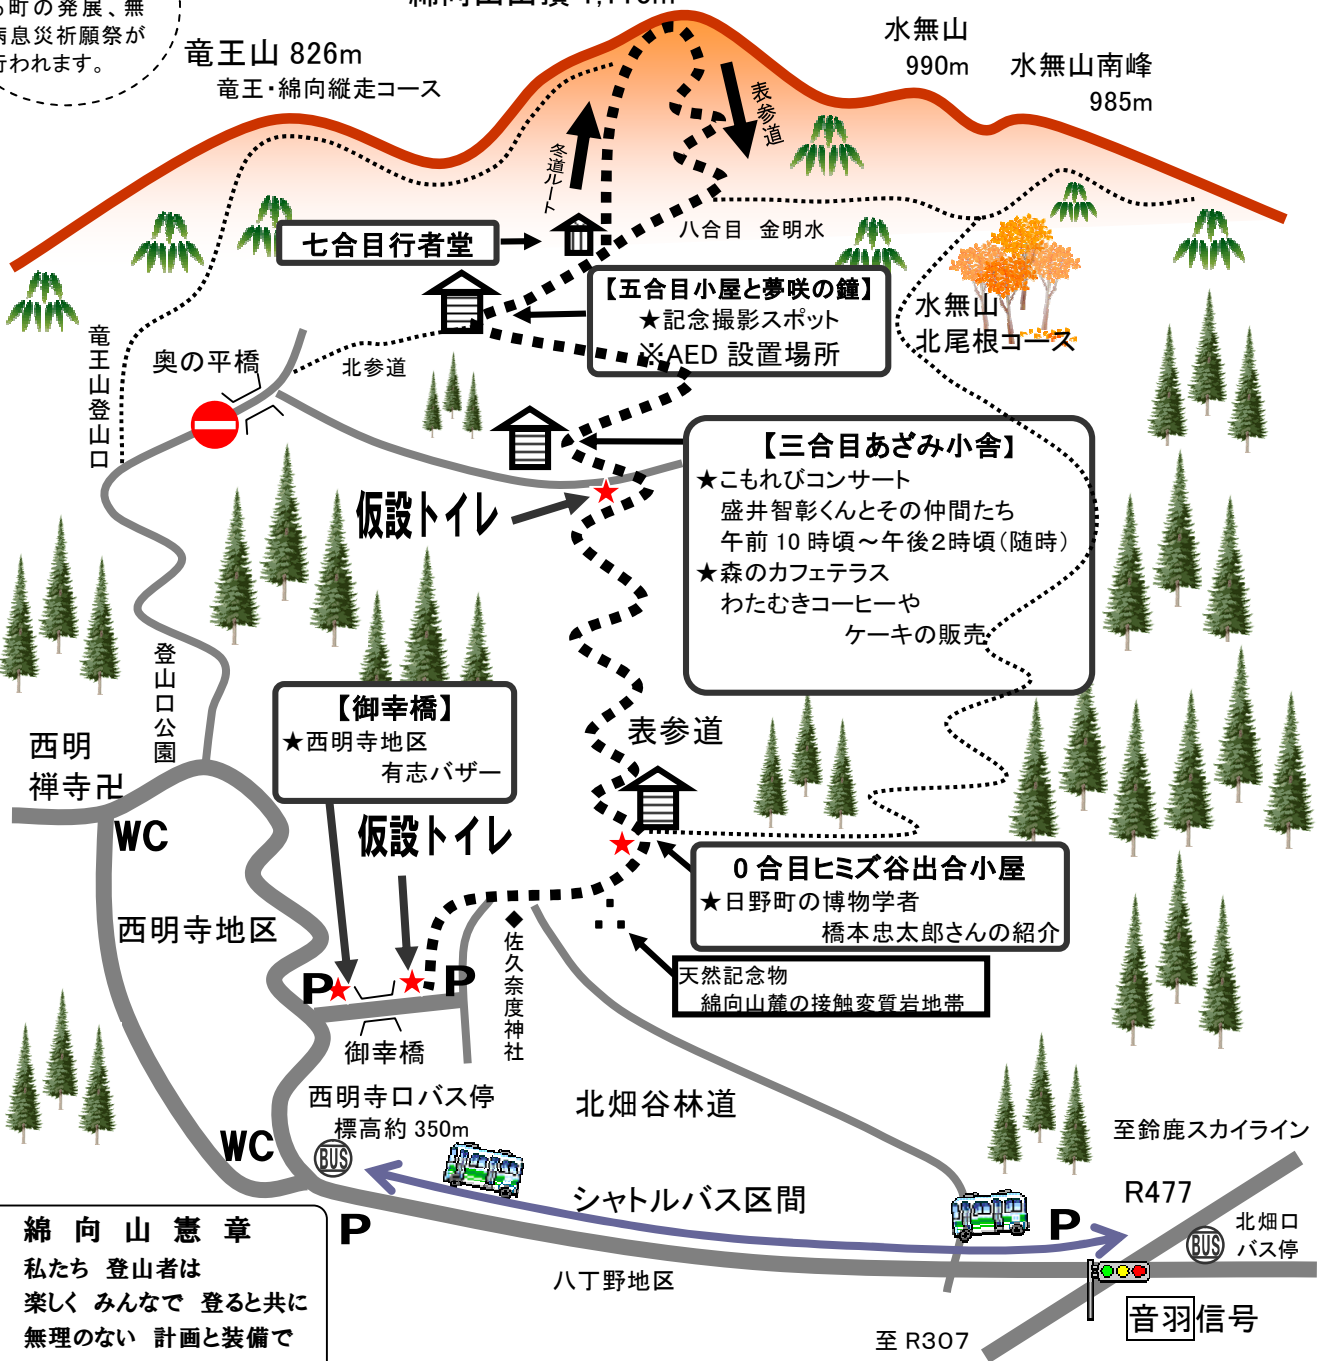 町の発展、無
病息災祈願祭が
行われます。
綿向山山頂 1,110m
竜王山 826m
竜王・綿向縦走コース
水無山
990m
水無山南峰
985m
表参道
冬道ルート
七合目行者堂
八合目 金明水
【五合目小屋と夢咲の鐘】
★記念撮影スポット
※AED 設置場所
水無山
北尾根コース
竜王山登山口
奥の平橋
北参道
【三合目あざみ小舎】
★こもれびコンサート
盛井智彰くんとその仲間たち
午前 10 時頃～午後2時頃(随時)
★森のカフェテラス
わたむきコーヒーや
ケーキの販売
仮設トイレ
登山口公園
【御幸橋】
★西明寺地区
有志バザー
表参道
西明
禅寺卍
WC
仮設トイレ
0 合目ヒミズ谷出合小屋
★日野町の博物学者
橋本忠太郎さんの紹介
西明寺地区
◆佐久奈度神社
天然記念物
綿向山麓の接触変質岩地帯
P
P
御幸橋
西明寺口バス停
標高約 350m
北畑谷林道
WC
BUS
至鈴鹿スカイライン
シャトルバス区間
R477
P
P
BUS
北畑口
バス停
八丁野地区
音羽信号
至 R307
綿 向 山 憲 章
私たち 登山者は
楽しく みんなで 登ると共に
無理のない 計画と装備で